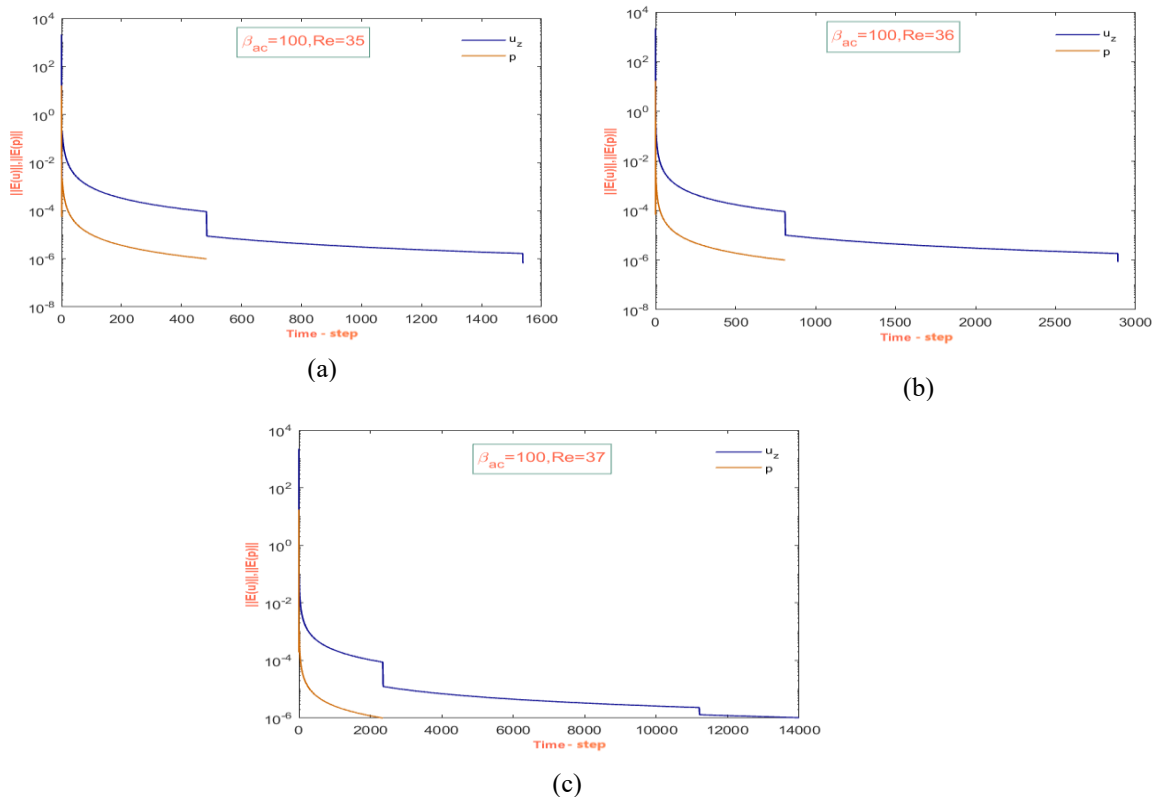 β_ac=100,Re=35
u_z
p
10^4
10^2
10^0
10^-2
10^-4
10^-6
10^-8
||E(u)||,||E(p)||
0 200 400 600 800 1000 1200 1400 1600
Time - step
(a)
β_ac=100,Re=36
u_z
p
10^4
10^2
10^0
10^-2
10^-4
10^-6
10^-8
||E(u)||,||E(p)||
0 500 1000 1500 2000 2500 3000
Time - step
(b)
β_ac=100,Re=37
u_z
p
10^4
10^2
10^0
10^-2
10^-4
10^-6
||E(u)||,||E(p)||
0 2000 4000 6000 8000 10000 12000 14000
Time - step
(c)